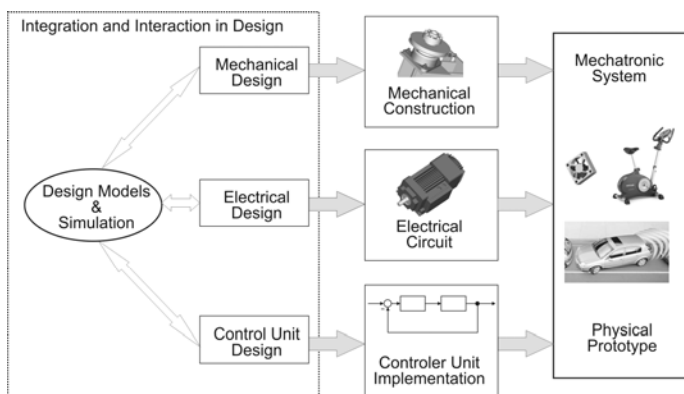 Integration and Interaction in Design
Mechanical
Design
Mechanical
Construction
Mechatronic
System
Design Models
&
Simulation
Electrical
Design
Electrical
Circuit
Control Unit
Design
Controler Unit
Implementation
Physical
Prototype